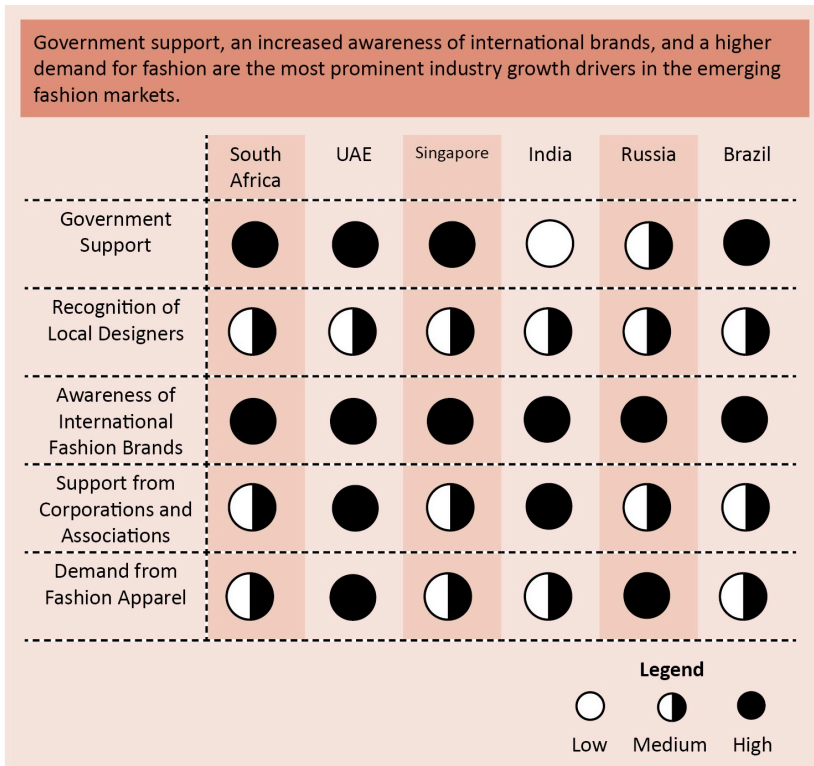 Government support, an increased awareness of international brands, and a higher
demand for fashion are the most prominent industry growth drivers in the emerging
fashion markets.
South
Africa
UAE
Singapore
India
Russia
Brazil
Government
Support
Recognition of
Local Designers
Awareness of
International
Fashion Brands
Support from
Corporations and
Associations
Demand from
Fashion Apparel
Legend
Low
Medium
High